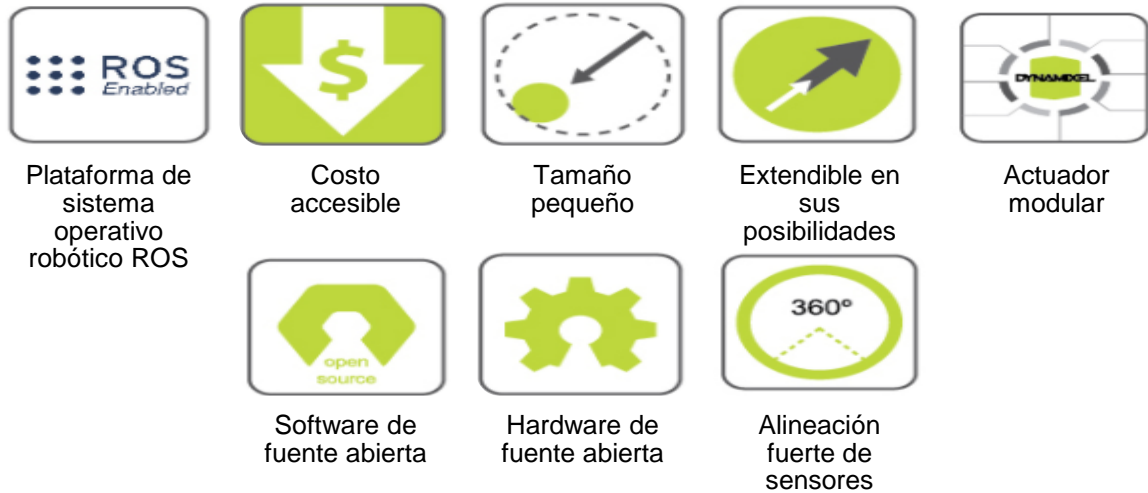 ROS
Enabled
$
DYNAMIXEL
Plataforma de
sistema
operativo
robótico ROS
Costo
accesible
Tamaño
pequeño
Extendible en
sus
posibilidades
Actuador
modular
open
source
360º
Software de
fuente abierta
Hardware de
fuente abierta
Alineación
fuerte de
sensores